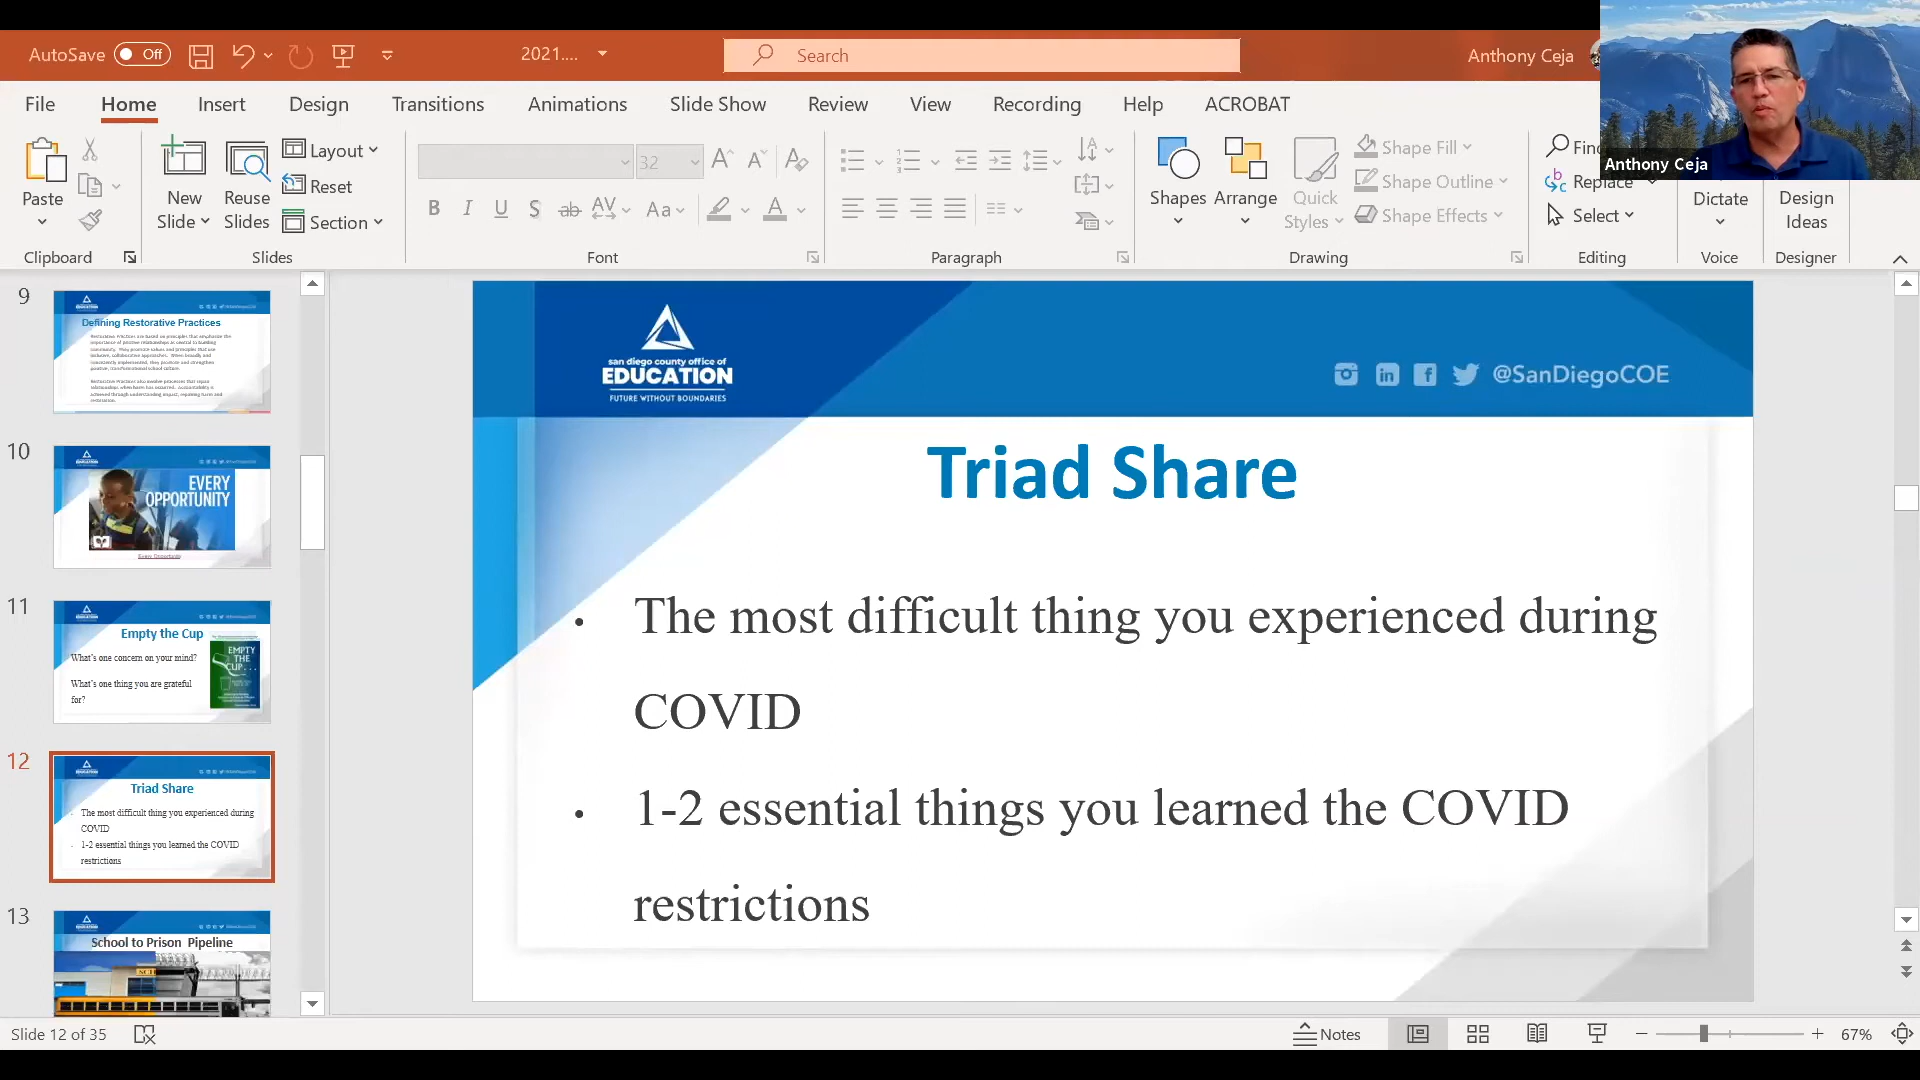 AutoSave Off
2021....
Search
Anthony Ceja
File Home Insert Design Transitions Animations Slide Show Review View Recording Help ACROBAT
Paste
New Slide
Reuse Slides
Layout
Reset
Section
32
B I U S ab AV Aa A
Shapes
Arrange
Quick Styles
Shape Fill
Shape Outline
Shape Effects
Replace
Select
Dictate
Design Ideas
Anthony Ceja
Clipboard Slides Font Paragraph Drawing Editing Voice Designer
9
Defining Restorative Practices
10
EVERY
OPPORTUNITY
Every Opportunity
11
Empty the Cup
What's one concern on your mind?
What's one thing you are grateful
for?
EMPTY
THE
CUP...
12
Triad Share
The most difficult thing you experienced during
COVID
1-2 essential things you learned the COVID
restrictions
13
School to Prison Pipeline
san diego county office of
EDUCATION
FUTURE WITHOUT BOUNDARIES
@SanDiegoCOE
Triad Share
• The most difficult thing you experienced during
COVID
• 1-2 essential things you learned the COVID
restrictions
Slide 12 of 35
Notes
67%